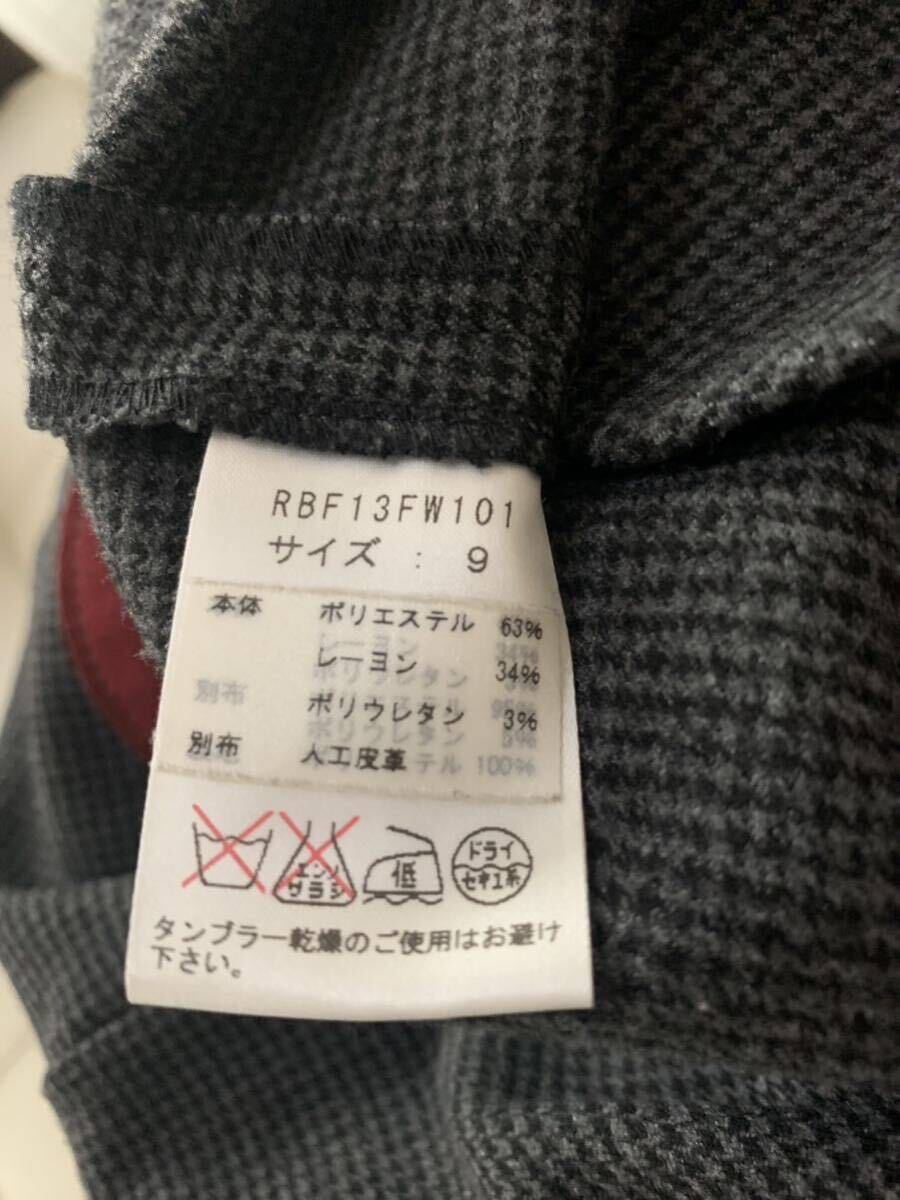 RBF13FW101
サイズ : 9
本体 ポリエステル 63%
レーヨン 34%
ポリウレタン 3%
別布 人工皮革
100%
エンソ
サラシ
低
ドライ
セキユ系
タンブラー乾燥のご使用はお避け
下さい。